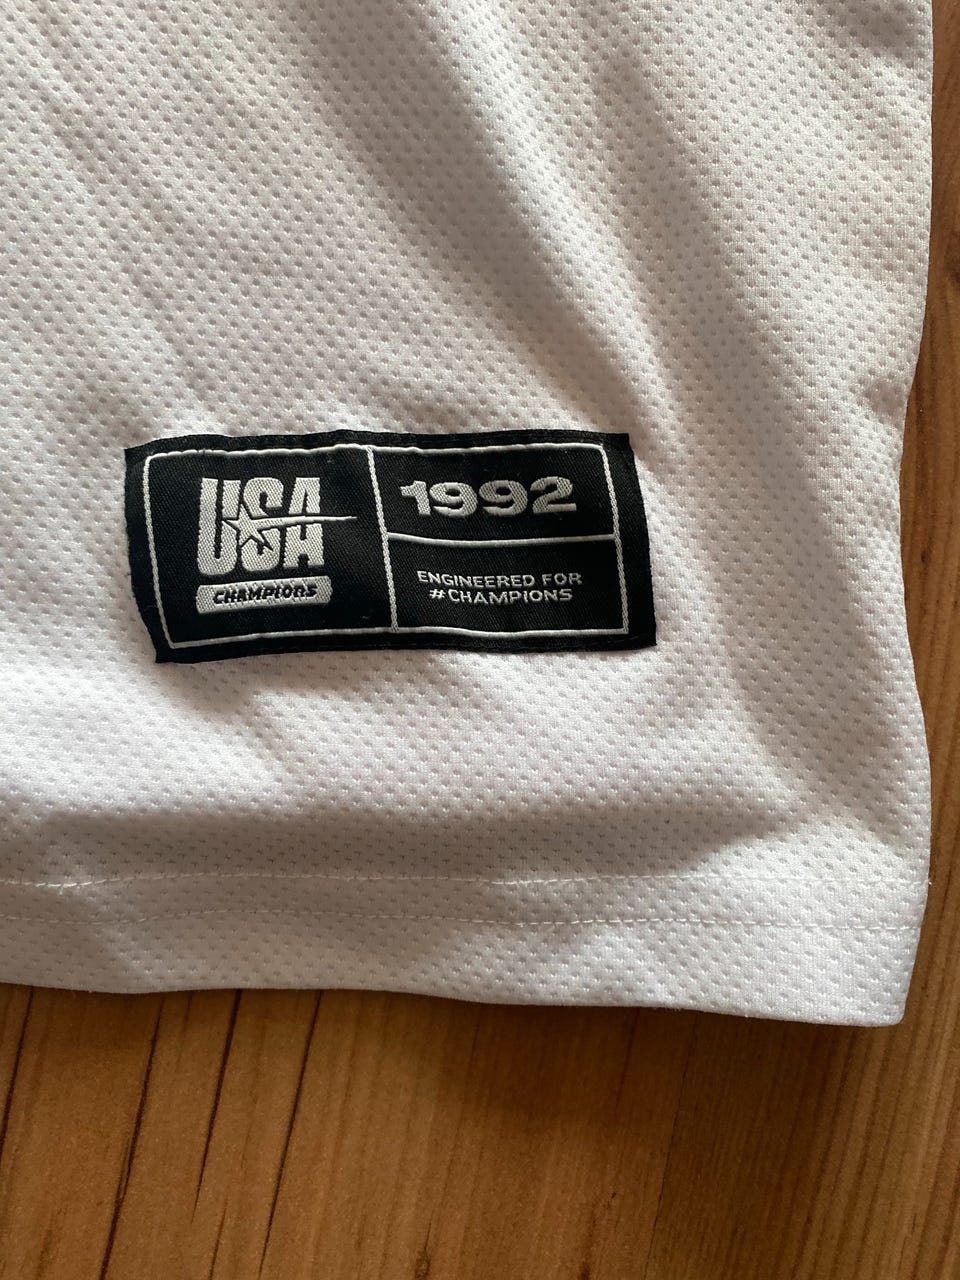 USA
CHAMPIONS
1992
ENGINEERED FOR
#CHAMPIONS